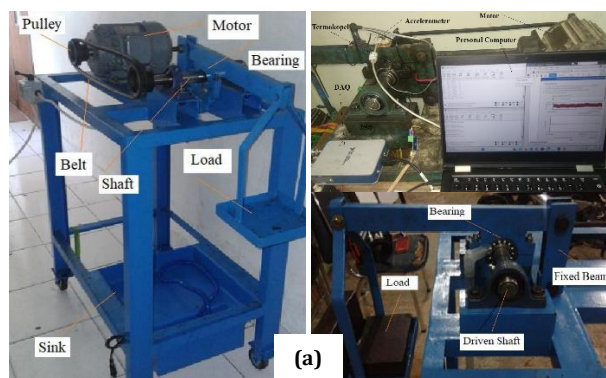 Pulley
Motor
Bearing
Belt
Shaft
Load
Sink
(a)
Termokopel
Accelerometer
Motor
Personal Computer
DAQ
Bearing
Load
Fixed Beam
Driven Shaft